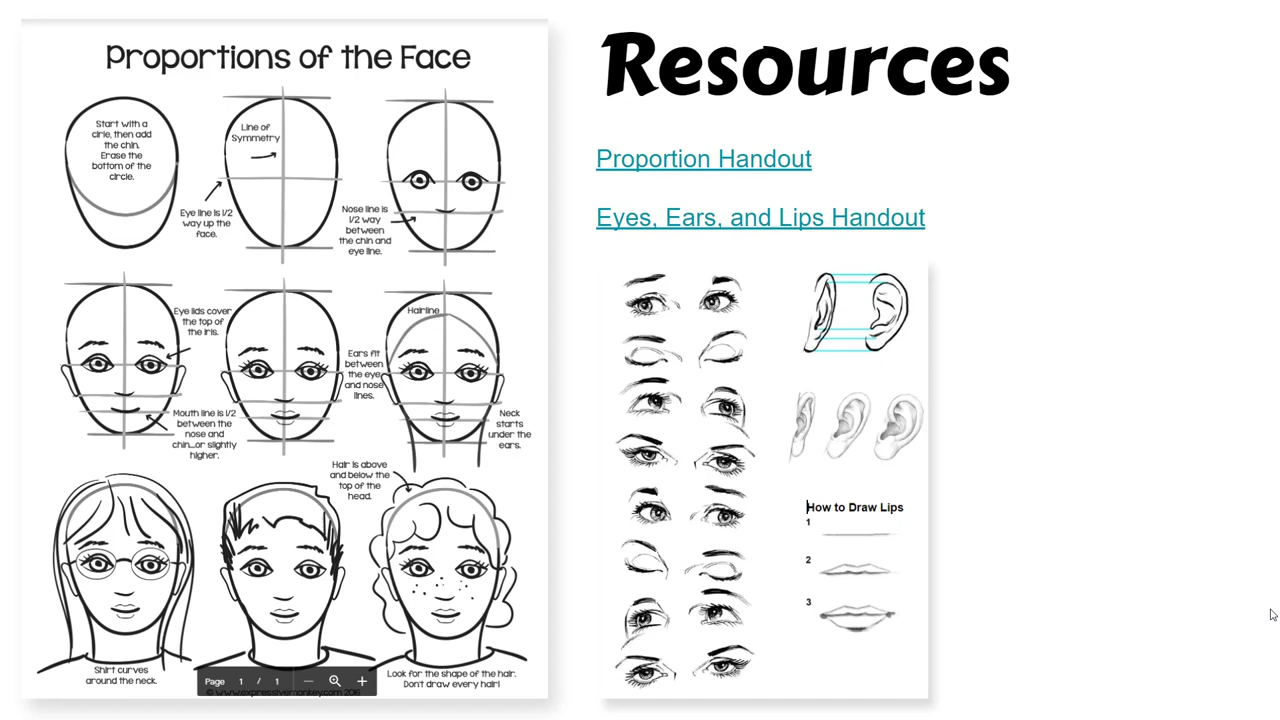 Proportions of the Face
Start with a
cirle, then add
the chin.
Erase the
bottom of the
circle.
Line of
Symmetry
Eye line is 1/2
way up the
face.
Nose line is
1/2 way
between
the chin and
eye line.
Eye lids cover
the top of
the iris.
Mouth line is 1/2
between the
nose and
chin...or slightly
higher.
Ears fit
between
the eye
and nose
lines.
Hairline
Neck
starts
under the
ears.
Hair is above
and below the
top of the
head.
Shirt curves
around the neck.
Look for the shape of the hair.
Don't draw every hair!
Page 1 / 1
© www.expressivemonkey.com 2016
Resources
Proportion Handout
Eyes, Ears, and Lips Handout
How to Draw Lips
1
2
3